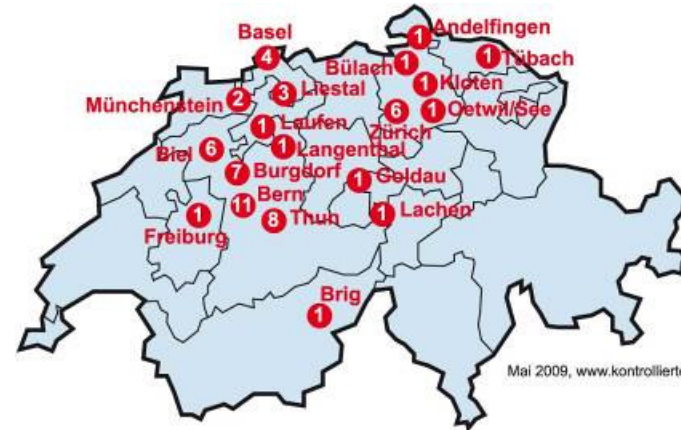 Andelfingen
1
Basel
4
Bülach
1
1
Tübach
1
Kloten
3
Liestal
Münchenstein
2
6
Zürich
1
Oetwil/See
1
Laufen
Biel
6
1
Langenthal
7
Burgdorf
1
Goldau
Bern
11
8
Thun
1
Lachen
1
Freiburg
Brig
1
Mai 2009, www.kontrollierte